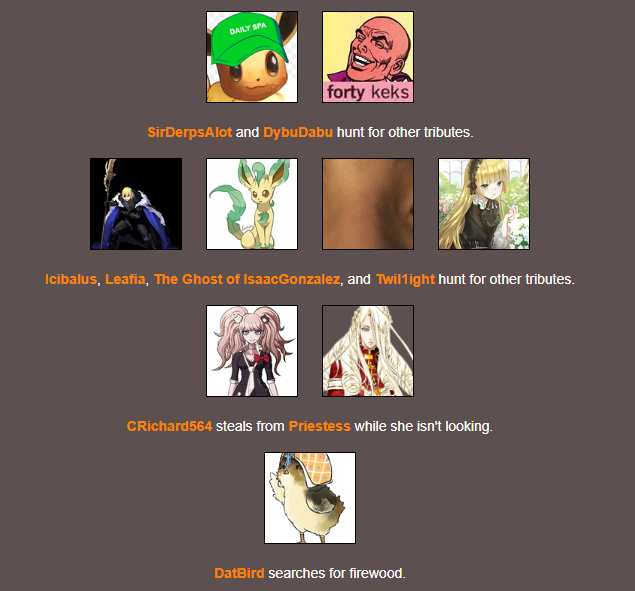 DAILY SPA
forty keks
SirDerpsAlot and DybuDabu hunt for other tributes.
Icibalus, Leafia, The Ghost of IsaacGonzalez, and Twil1ight hunt for other tributes.
CRichard564 steals from Priestess while she isn't looking.
DatBird searches for firewood.